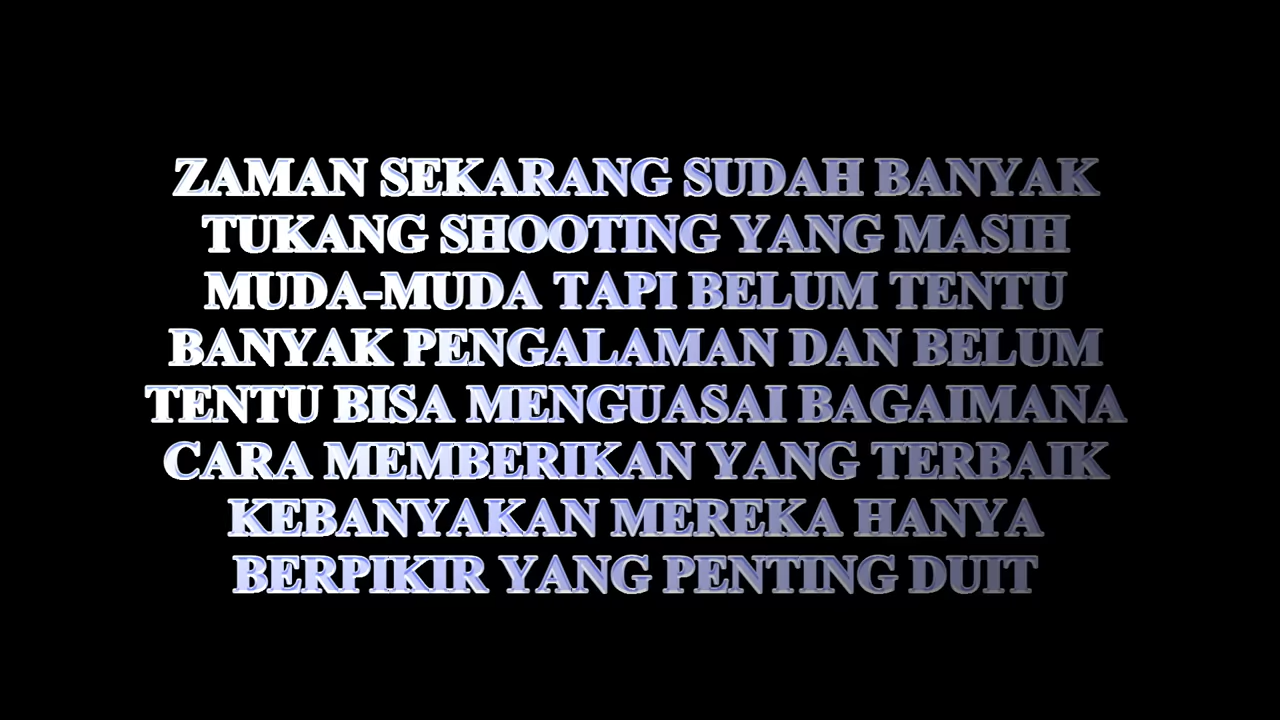 ZAMAN SEKARANG SUDAH BANYAK
TUKANG SHOOTING YANG MASIH
MUDA-MUDA TAPI BELUM TENTU
BANYAK PENGALAMAN DAN BELUM
TENTU BISA MENGUASAI BAGAIMANA
CARA MEMBERIKAN YANG TERBAIK
KEBANYAKAN MEREKA HANYA
BERPIKIR YANG PENTING DUIT